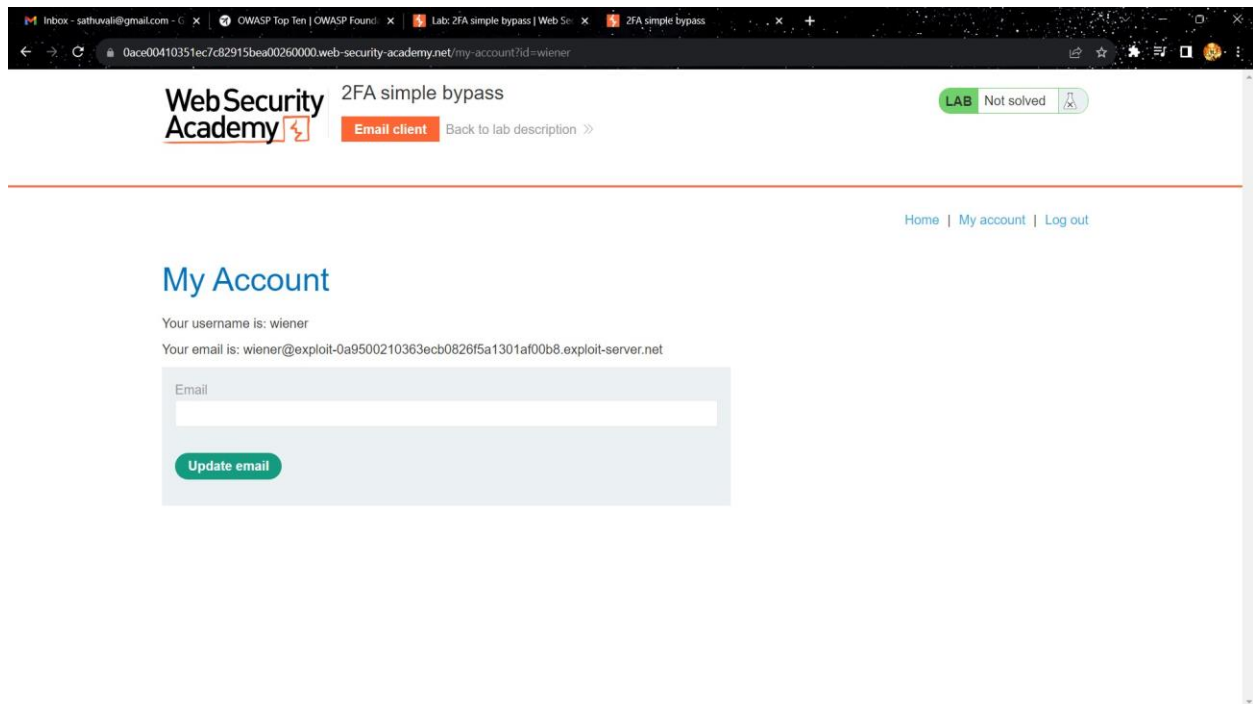 Inbox - sathuvali@gmail.com - G
OWASP Top Ten | OWASP Found
Lab: 2FA simple bypass | Web Se
2FA simple bypass
0ace00410351ec7c82915bea00260000.web-security-academy.net/my-account?id=wiener
WebSecurity
Academy
2FA simple bypass
Email client Back to lab description
LAB Not solved
Home | My account | Log out
My Account
Your username is: wiener
Your email is: wiener@exploit-0a9500210363ecb0826f5a1301af00b8.exploit-server.net
Email
Update email